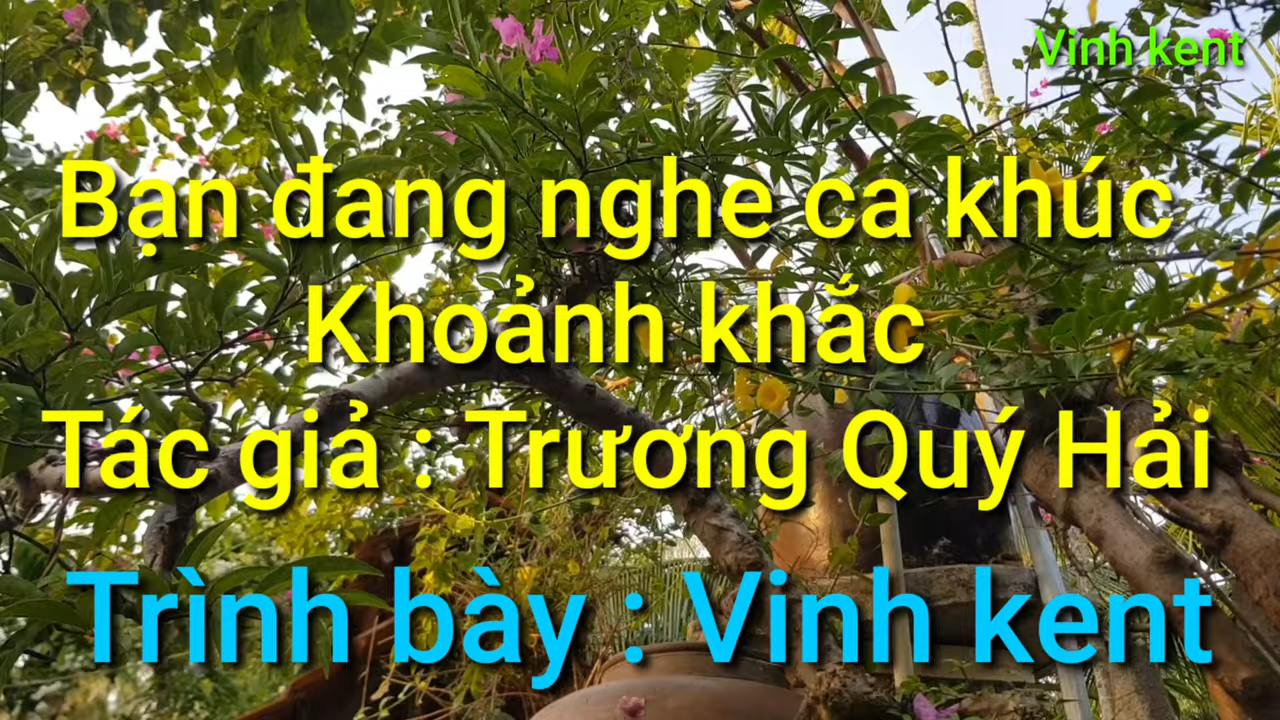 Vinh kent
Bạn đang nghe ca khúc
Khoảnh khắc
Tác giả : Trương Quý Hải
Trình bày : Vinh kent